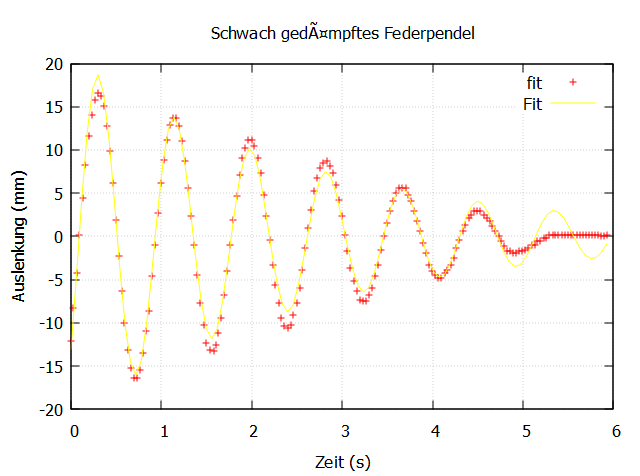 Schwach gedÃ¤mpftes Federpendel
fit
Fit
Auslenkung (mm)
20
15
10
5
0
-5
-10
-15
-20
0 1 2 3 4 5 6
Zeit (s)